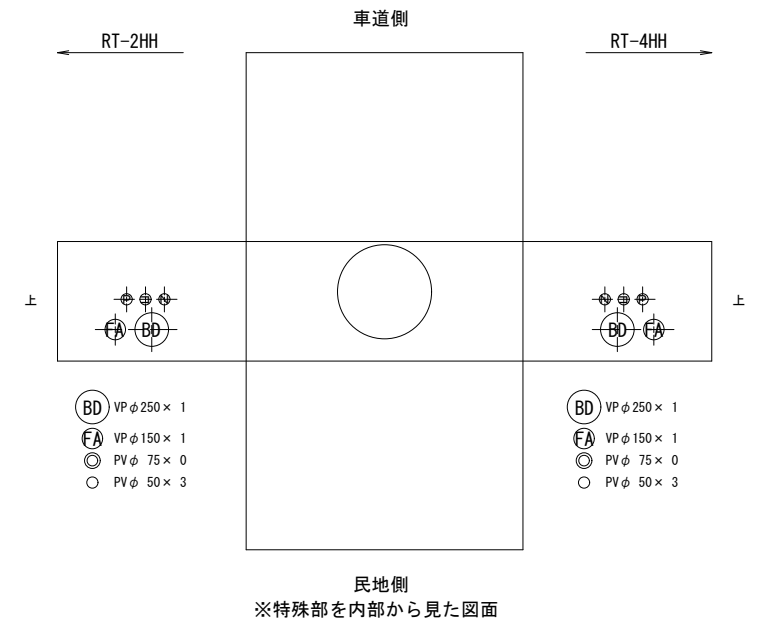 車道側
RT-2HH
RT-4HH
上
上
P コ N
N コ P
FA BD
BD FA
BD VPφ250× 1
FA VPφ150× 1
PVφ 75× 0
PVφ 50× 3
BD VPφ250× 1
FA VPφ150× 1
PVφ 75× 0
PVφ 50× 3
民地側
※特殊部を内部から見た図面